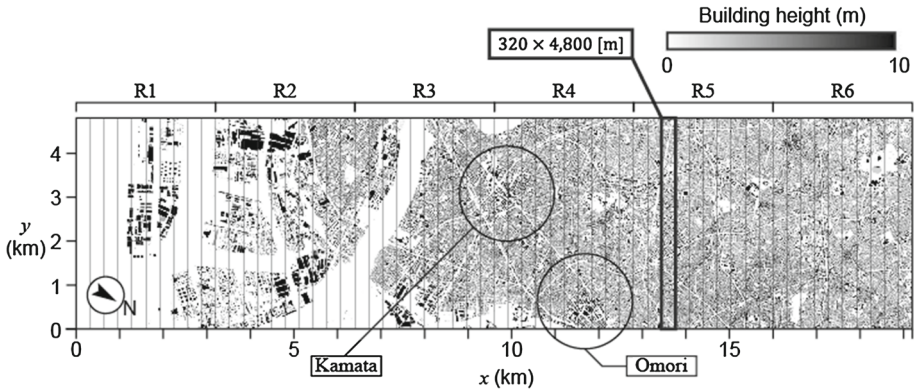 Building height (m)
320 × 4,800 [m]
0 10
R1 R2 R3 R4 R5 R6
4
3
y
(km)
2
1
N
0
0 5 10 15
Kamata
Omori
x (km)